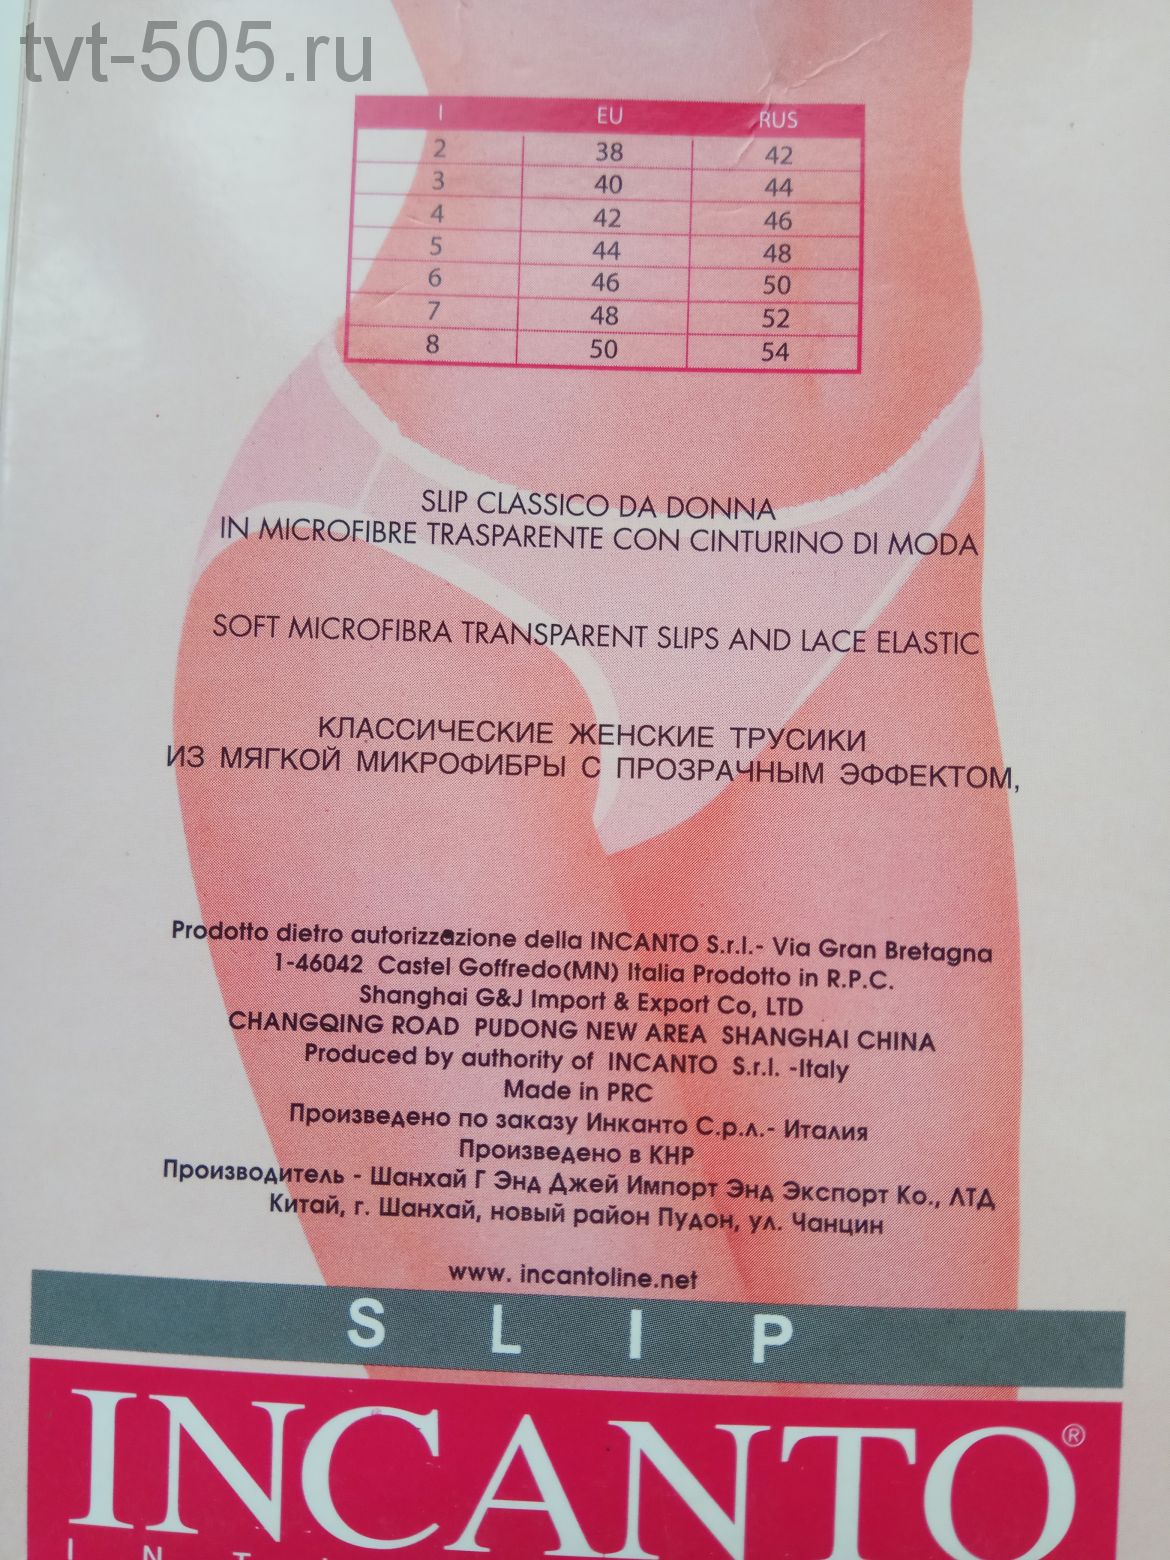 tvt-505.ru
I EU RUS
2 38 42
3 40 44
4 42 46
5 44 48
6 46 50
7 48 52
8 50 54
SLIP CLASSICO DA DONNA
IN MICROFIBRE TRASPARENTE CON CINTURINO DI MODA
SOFT MICROFIBRA TRANSPARENT SLIPS AND LACE ELASTIC
КЛАССИЧЕСКИЕ ЖЕНСКИЕ ТРУСИКИ
ИЗ МЯГКОЙ МИКРОФИБРЫ С ПРОЗРАЧНЫМ ЭФФЕКТОМ,
Prodotto dietro autorizzazione della INCANTO S.r.l.- Via Gran Bretagna
1-46042 Castel Goffredo(MN) Italia Prodotto in R.P.C.
Shanghai G&J Import & Export Co, LTD
CHANGQING ROAD PUDONG NEW AREA SHANGHAI CHINA
Produced by authority of INCANTO S.r.l. -Italy
Made in PRC
Произведено по заказу Инканто С.р.л.- Италия
Произведено в КНР
Производитель - Шанхай Г Энд Джей Импорт Энд Экспорт Ко., ЛТД
Китай, г. Шанхай, новый район Пудон, ул. Чанцин
www. incantoline.net
SLIP
INCANTO®